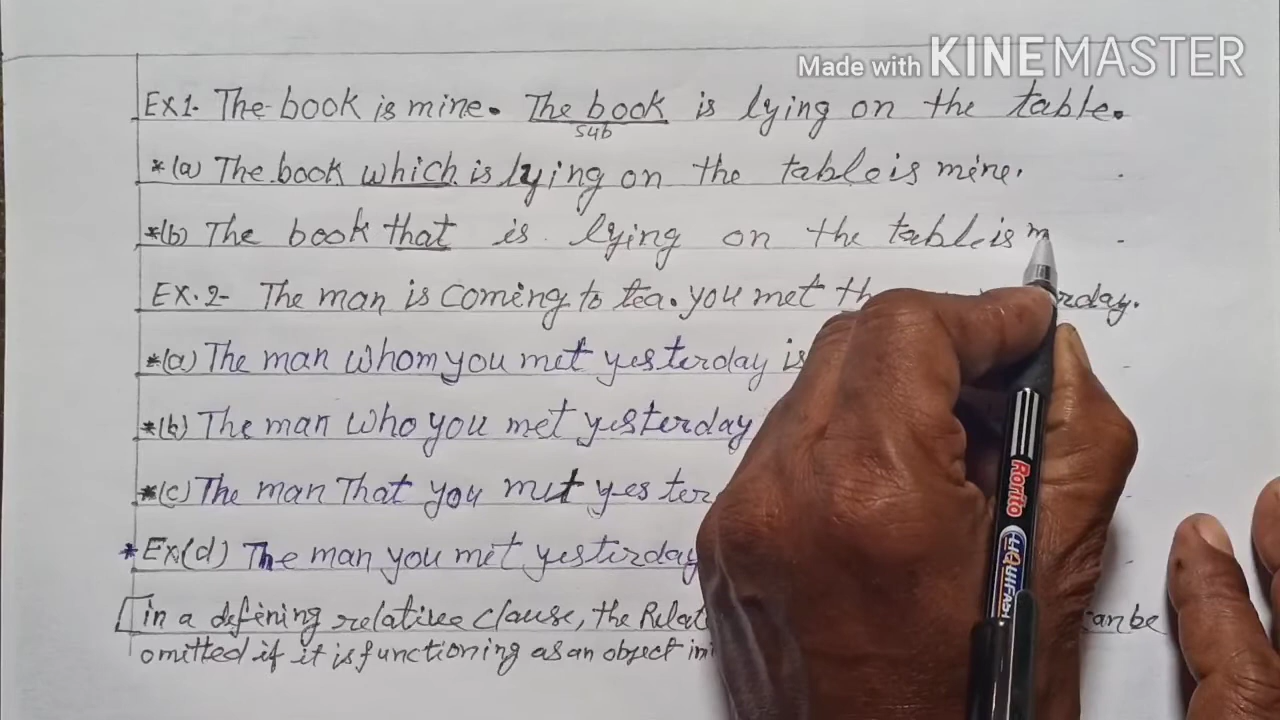 Made with KINEMASTER
Ex1. The book is mine. The book is lying on the table.
sub
*(a) The book which is lying on the table is mine.
*(b) The book that is lying on the table is m
Ex.2- The man is coming to tea. you met th rday.
*(a) The man whom you met yesterday is
*(b) The man who you met yesterday
*(c) The man That you met yester
*Ex(d) The man you met yesterday
[in a defining relative clause, the Relat can be
omitted if it is functioning as an object in
Rorito
LIQUIFABS